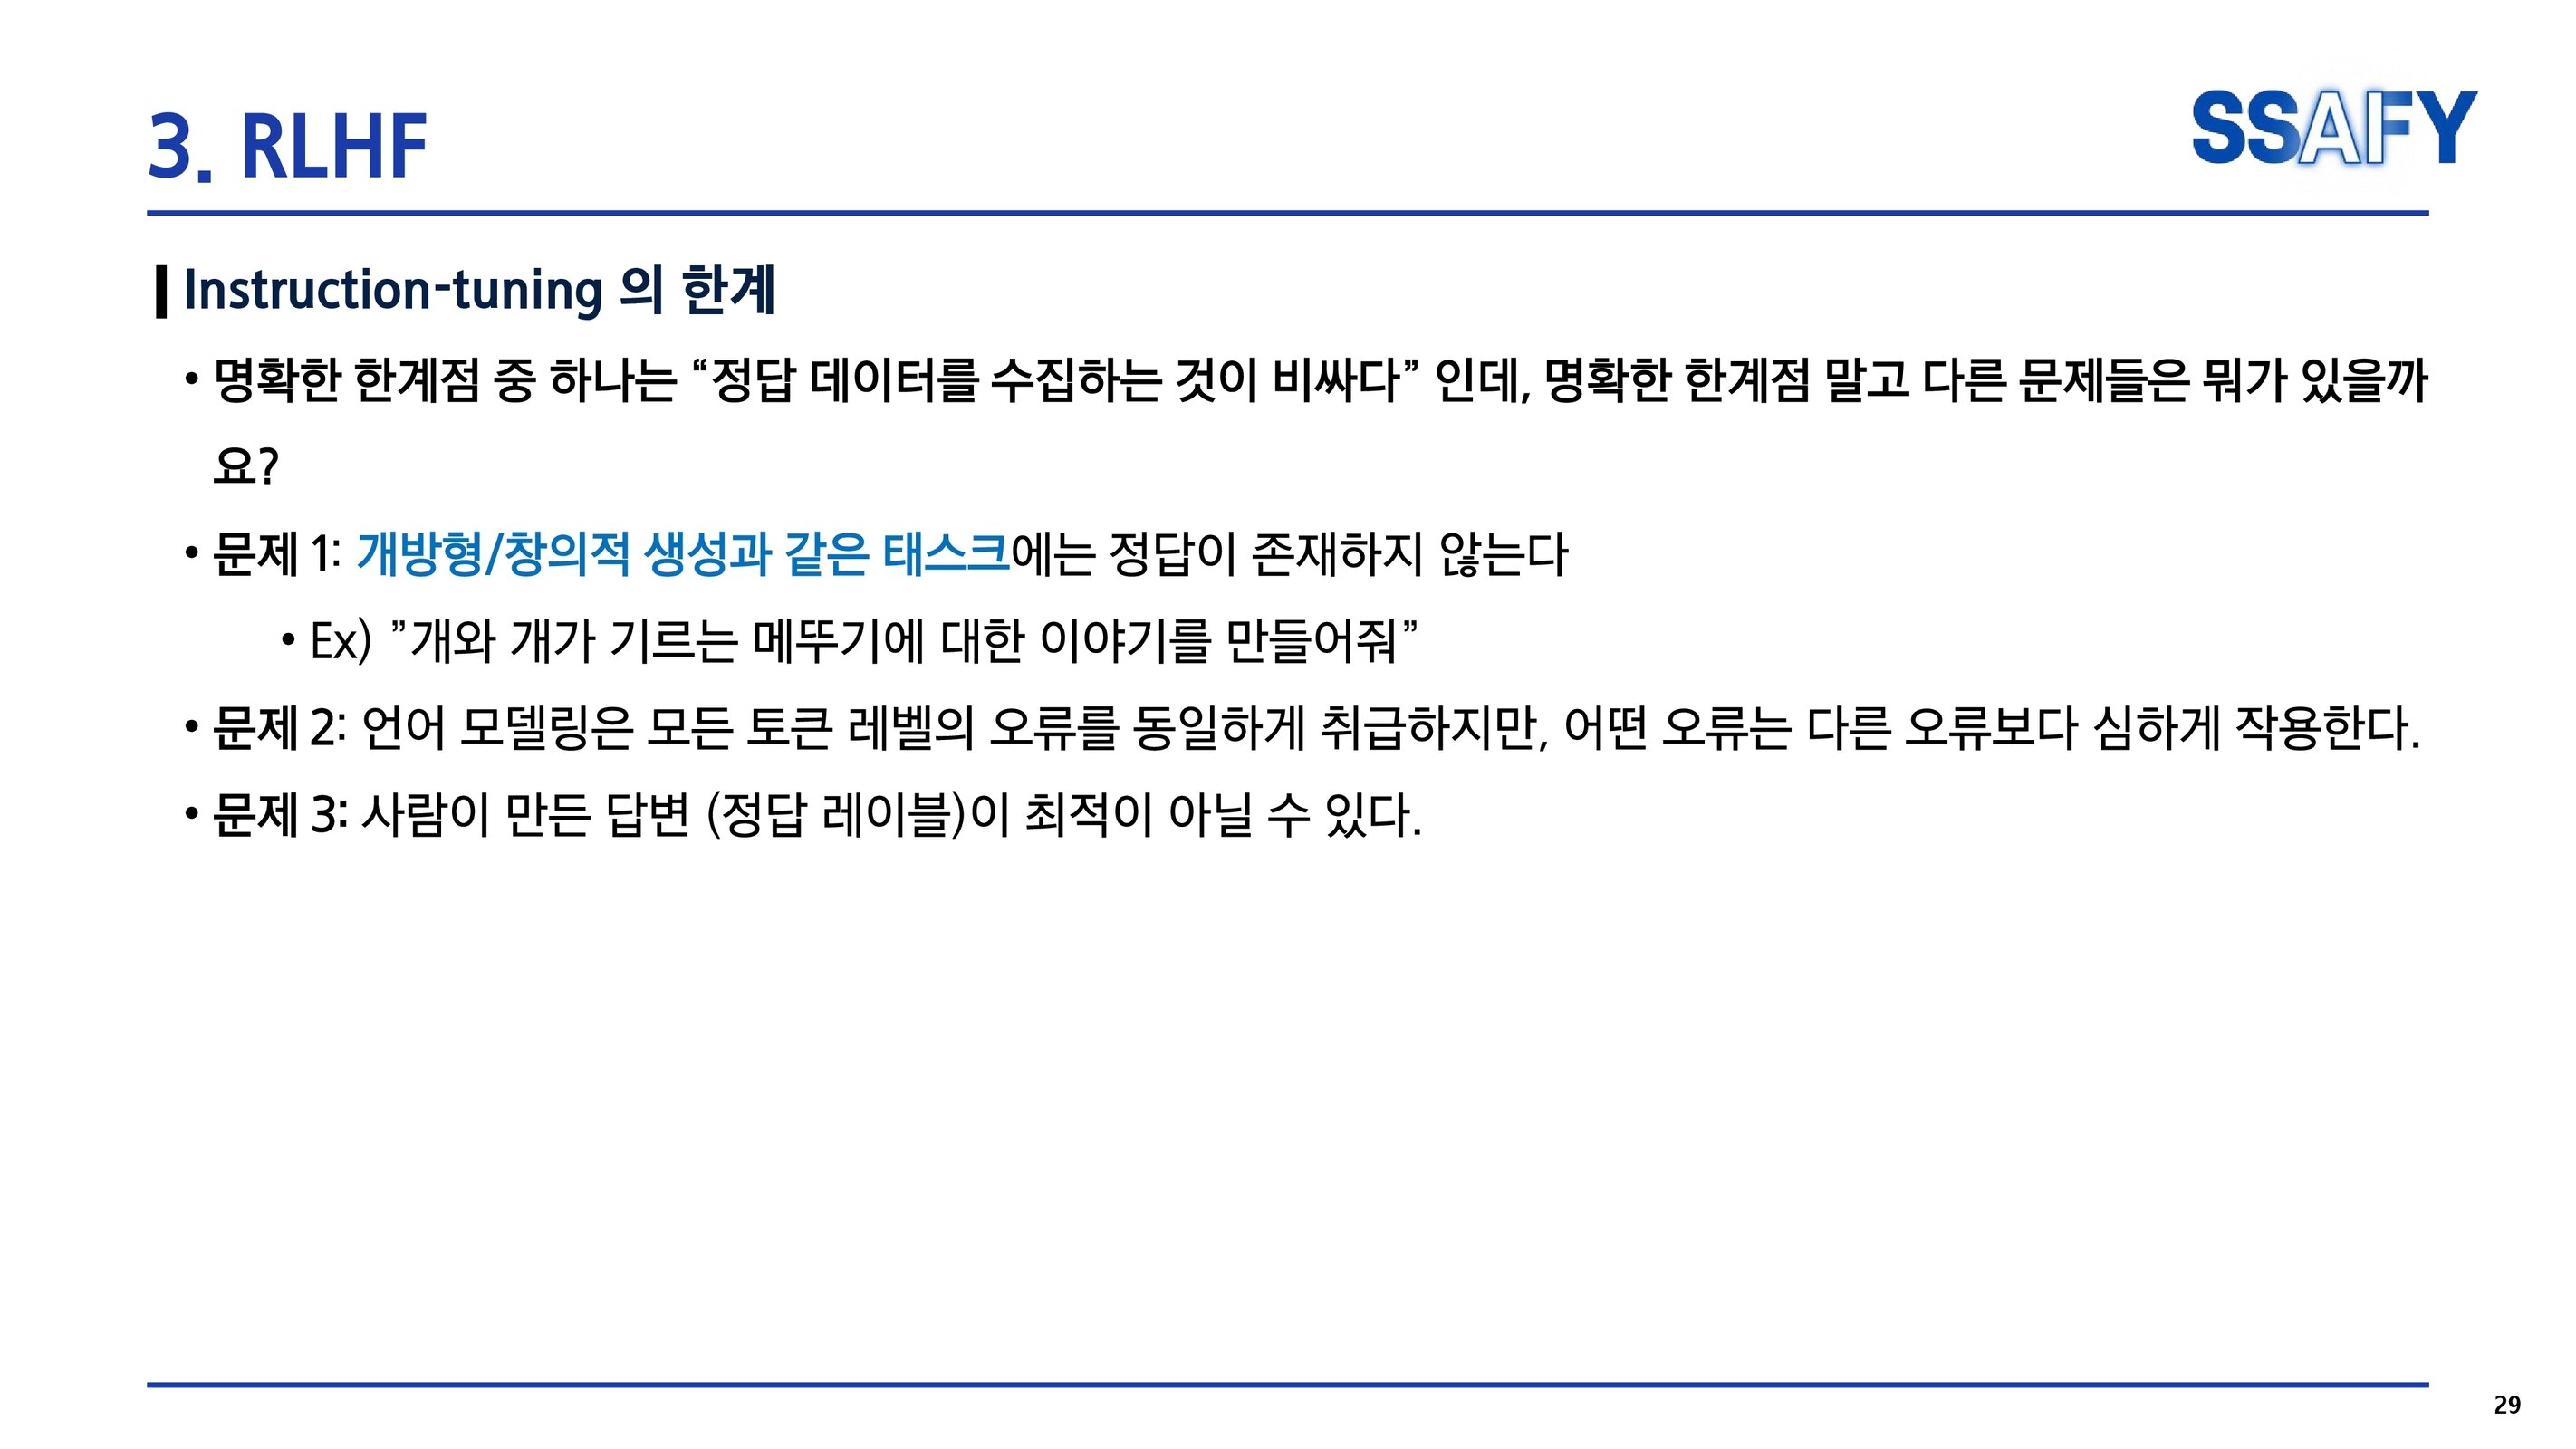 3. RLHF
SSAFY
Instruction-tuning 의 한계
• 명확한 한계점 중 하나는 “정답 데이터를 수집하는 것이 비싸다” 인데, 명확한 한계점 말고 다른 문제들은 뭐가 있을까
요?
• 문제 1: 개방형/창의적 생성과 같은 태스크에는 정답이 존재하지 않는다
• Ex) ”개와 개가 기르는 메뚜기에 대한 이야기를 만들어줘”
• 문제 2: 언어 모델링은 모든 토큰 레벨의 오류를 동일하게 취급하지만, 어떤 오류는 다른 오류보다 심하게 작용한다.
• 문제 3: 사람이 만든 답변 (정답 레이블)이 최적이 아닐 수 있다.
29